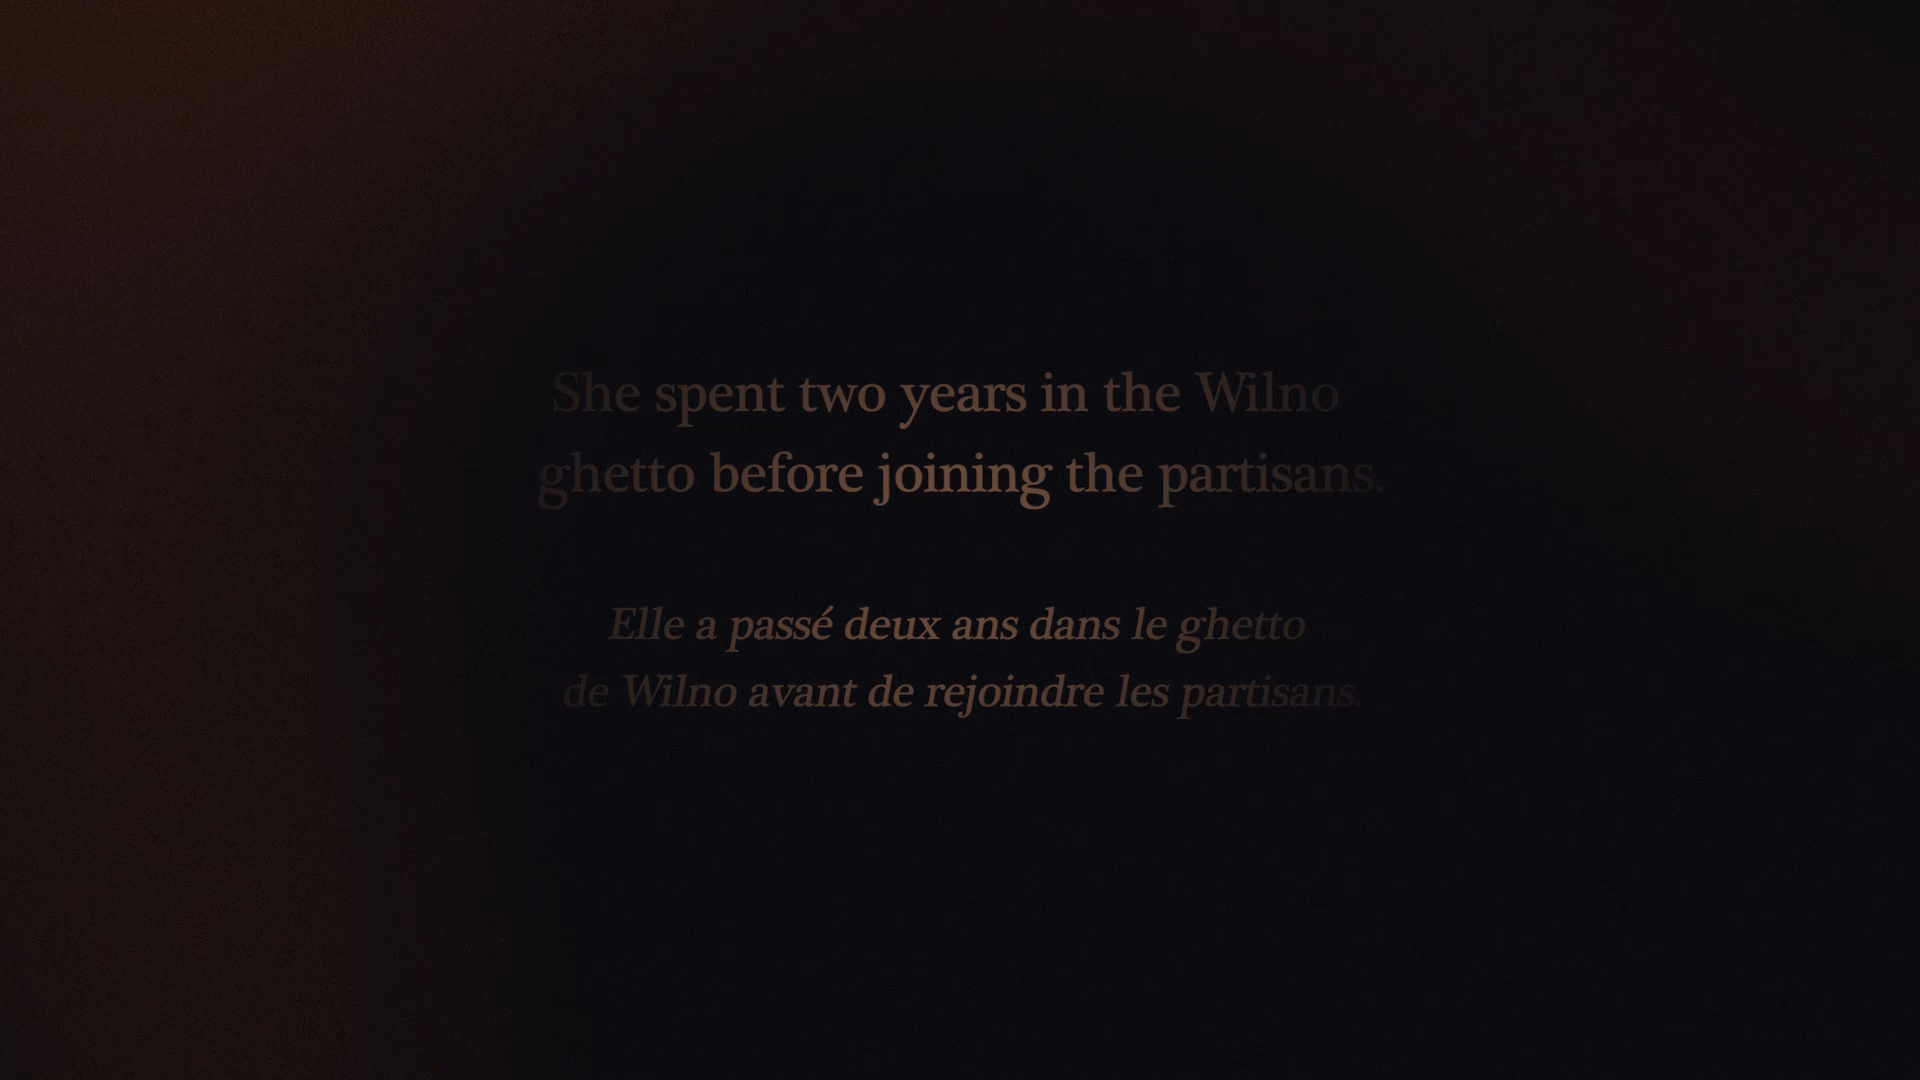 She spent two years in the Wilno
ghetto before joining the partisans.
Elle a passé deux ans dans le ghetto
de Wilno avant de rejoindre les partisans.